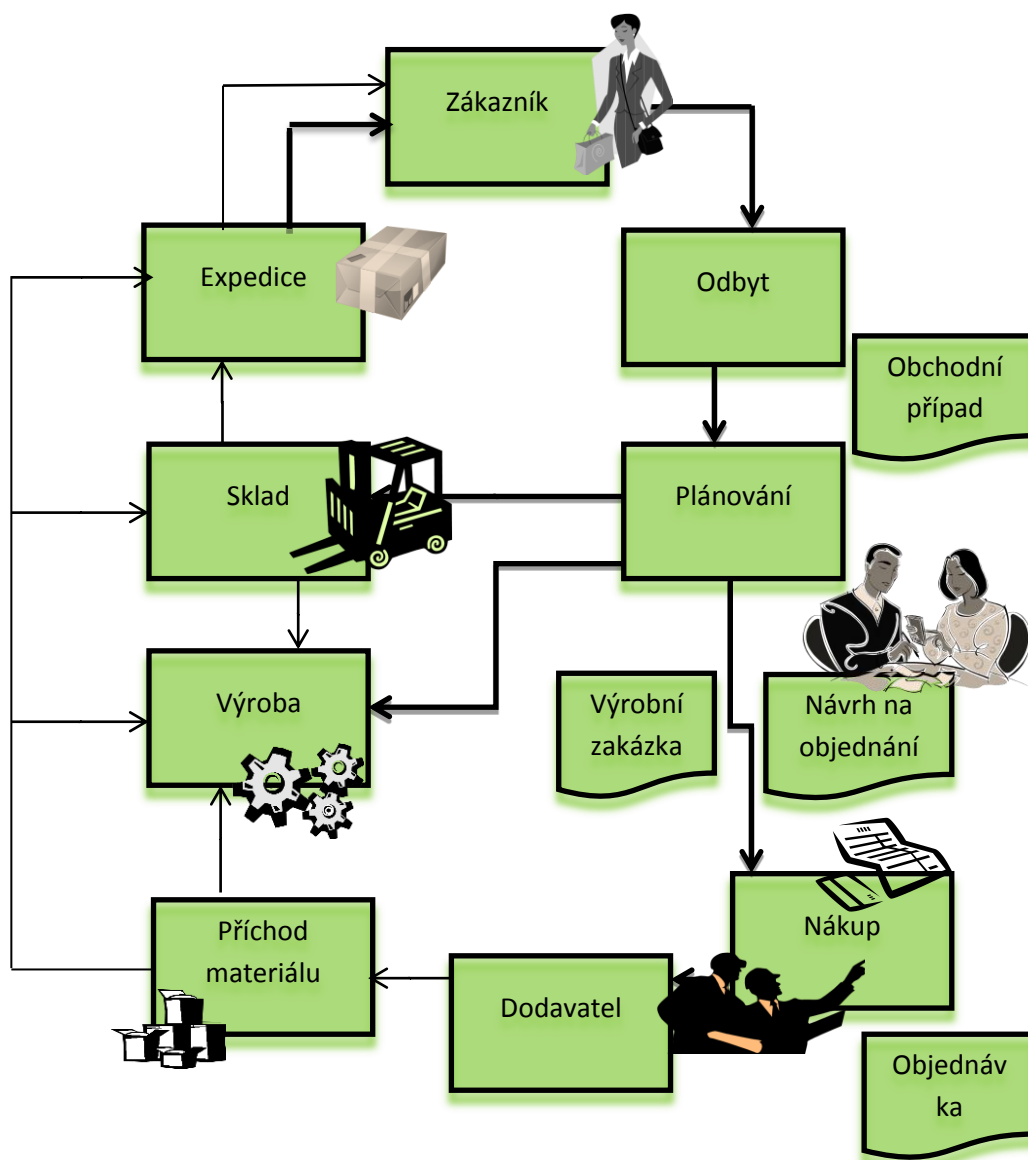 Zákazník
Expedice
Odbyt
Obchodní
případ
Sklad
Plánování
Výroba
Výrobní
zakázka
Návrh na
objednání
Příchod
materiálu
Nákup
Dodavatel
Objednáv
ka